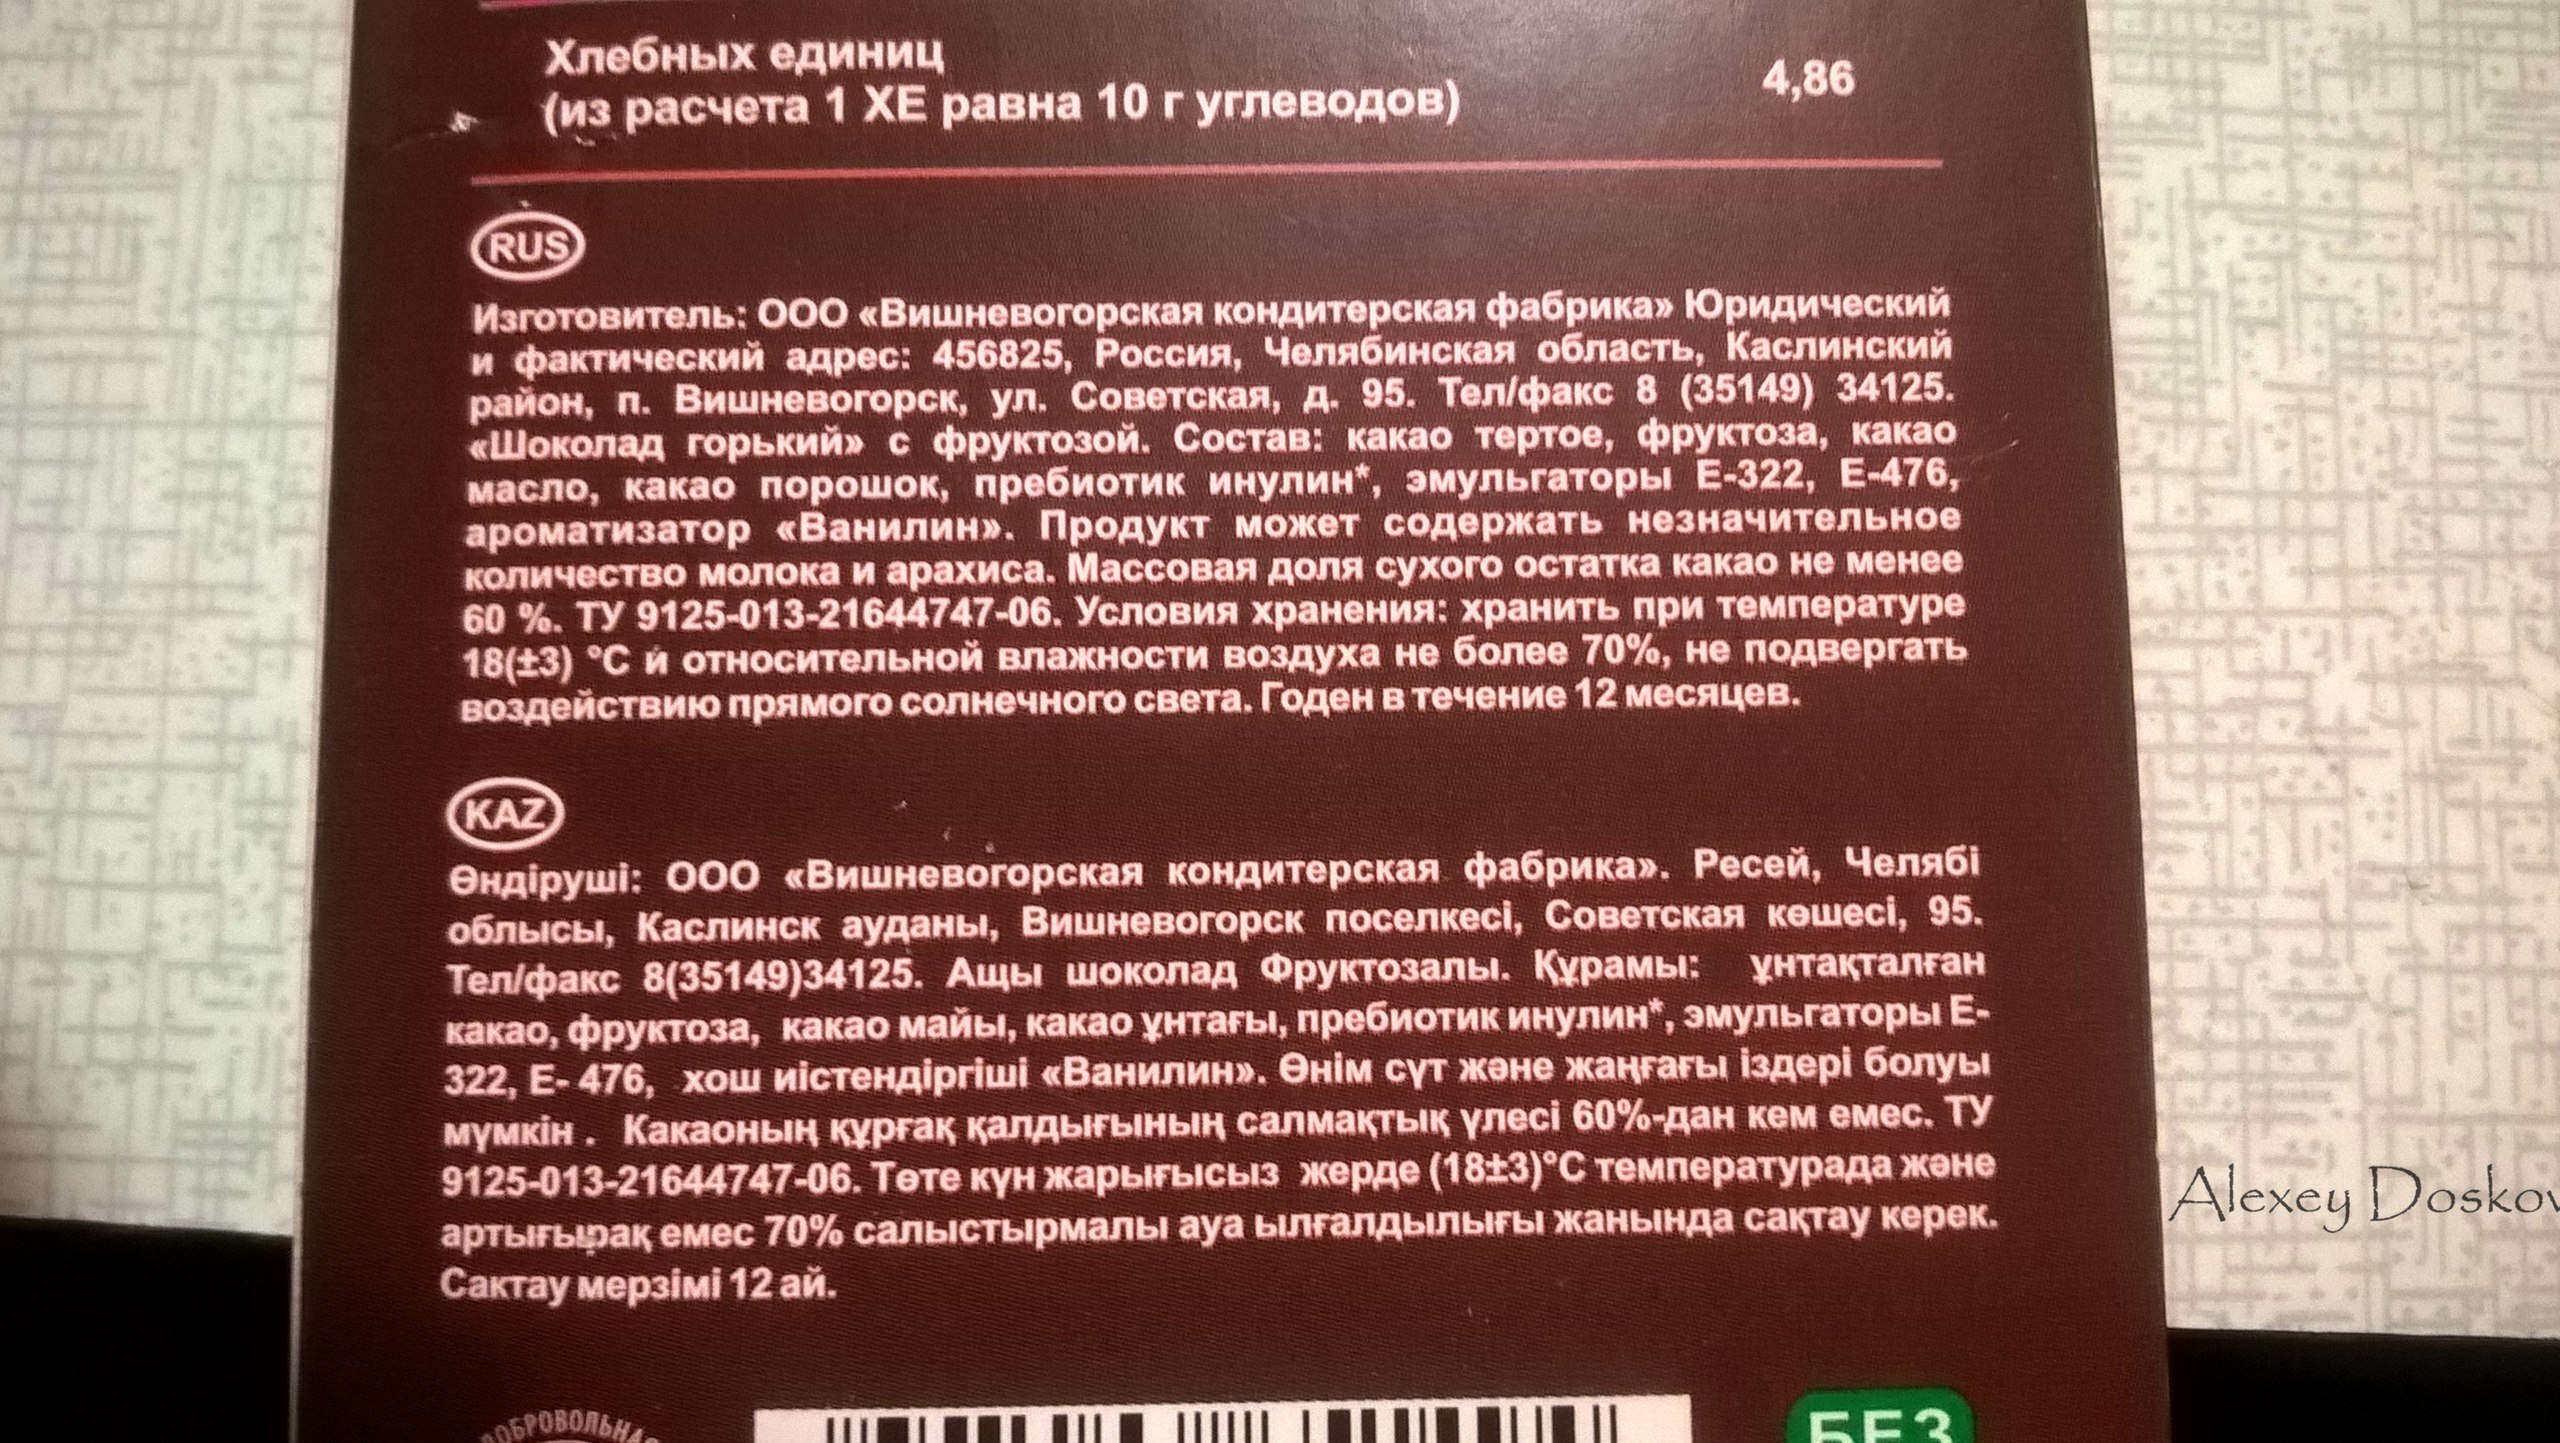 Хлебных единиц
(из расчета 1 ХЕ равна 10 г углеводов)
4,86
RUS
Изготовитель: ООО «Вишневогорская кондитерская фабрика» Юридический
и фактический адрес: 456825, Россия, Челябинская область, Каслинский
район, п. Вишневогорск, ул. Советская, д. 95. Тел/факс 8 (35149) 34125.
«Шоколад горький» с фруктозой. Состав: какао тертое, фруктоза, какао
масло, какао порошок, пребиотик инулин*, эмульгаторы Е-322, Е-476,
ароматизатор «Ванилин». Продукт может содержать незначительное
количество молока и арахиса. Массовая доля сухого остатка какао не менее
60 %. ТУ 9125-013-21644747-06. Условия хранения: хранить при температуре
18(±3) °С и относительной влажности воздуха не более 70%, не подвергать
воздействию прямого солнечного света. Годен в течение 12 месяцев.
KAZ
Өндіруші: ООО «Вишневогорская кондитерская фабрика». Ресей, Челябі
облысы, Каслинск ауданы, Вишневогорск поселкесі, Советская көшесі, 95.
Тел/факс 8(35149)34125. Ащы шоколад Фруктозалы. Құрамы: ұнтақталған
какао, фруктоза, какао майы, какао ұнтағы, пребиотик инулин*, эмульгаторы Е-
322, Е- 476, хош иістендіргіші «Ванилин». Өнім сүт және жаңғағы іздері болуы
мүмкін . Какаоның құрғақ қалдығының салмақтық үлесі 60%-дан кем емес. ТУ
9125-013-21644747-06. Төте күн жарығысыз жерде (18±3)°С температурада және
артығырақ емес 70% салыстырмалы ауа ылғалдылығы жанында сақтау керек.
Сактау мерзімі 12 ай.
ДОБРОВОЛЬНАЯ
БЕЗ
Alexey Doskov